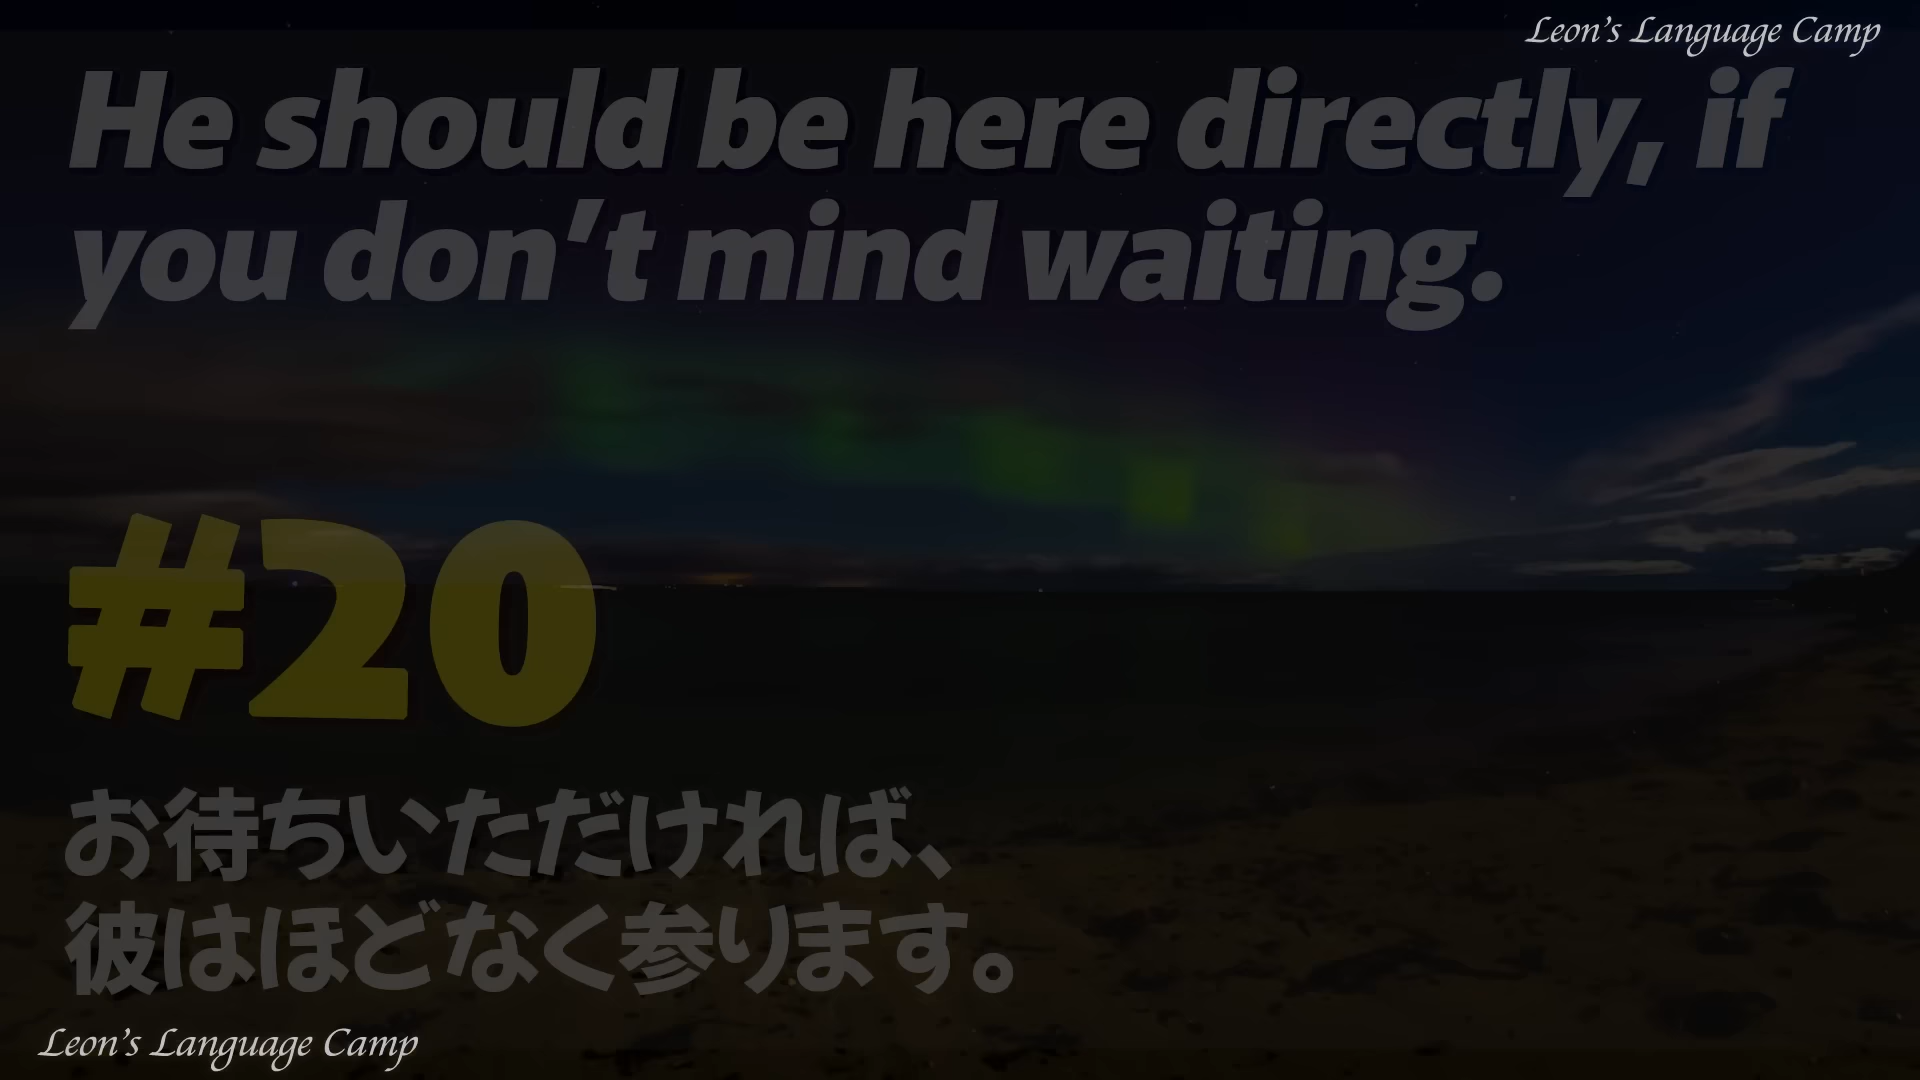 Leon's Language Camp
He should be here directly, if
you don't mind waiting.
#20
お待ちいただければ、
彼はほどなく参ります。
Leon's Language Camp